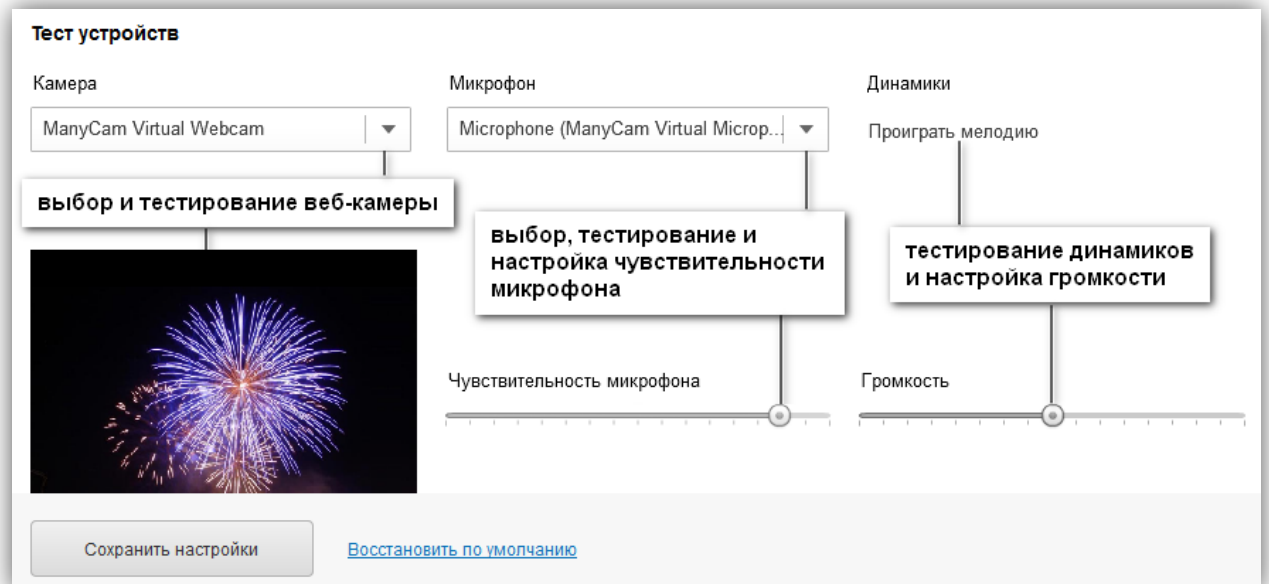 Тест устройств
Камера
Микрофон
Динамики
ManyCam Virtual Webcam
Microphone (ManyCam Virtual Microp...
Проиграть мелодию
выбор и тестирование веб-камеры
выбор, тестирование и
настройка чувствительности
микрофона
тестирование динамиков
и настройка громкости
Чувствительность микрофона
Громкость
Сохранить настройки
Восстановить по умолчанию